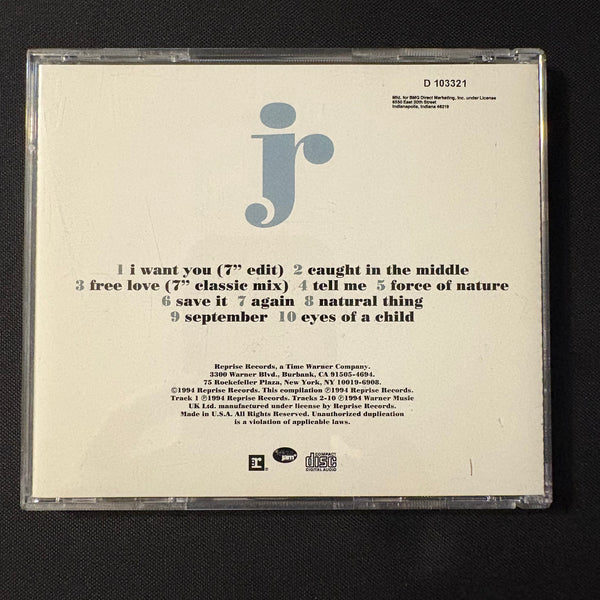 D 103321
Mfd. for BMG Direct Marketing, Inc. under License
6550 East 30th Street
Indianapolis, Indiana 46219
jr
1 i want you (7” edit) 2 caught in the middle
3 free love (7” classic mix) 4 tell me 5 force of nature
6 save it 7 again 8 natural thing
9 september 10 eyes of a child
Reprise Records, a Time Warner Company.
3300 Warner Blvd., Burbank, CA 91505-4694.
75 Rockefeller Plaza, New York, NY 10019-6908.
©1994 Reprise Records. This compilation ℗1994 Reprise Records.
Track 1 ℗1994 Reprise Records. Tracks 2-10 ℗1994 Warner Music
UK Ltd. manufactured under license by Reprise Records.
Made in U.S.A. All Rights Reserved. Unauthorized duplication
is a violation of applicable laws.
r jam COMPACT disc DIGITAL AUDIO